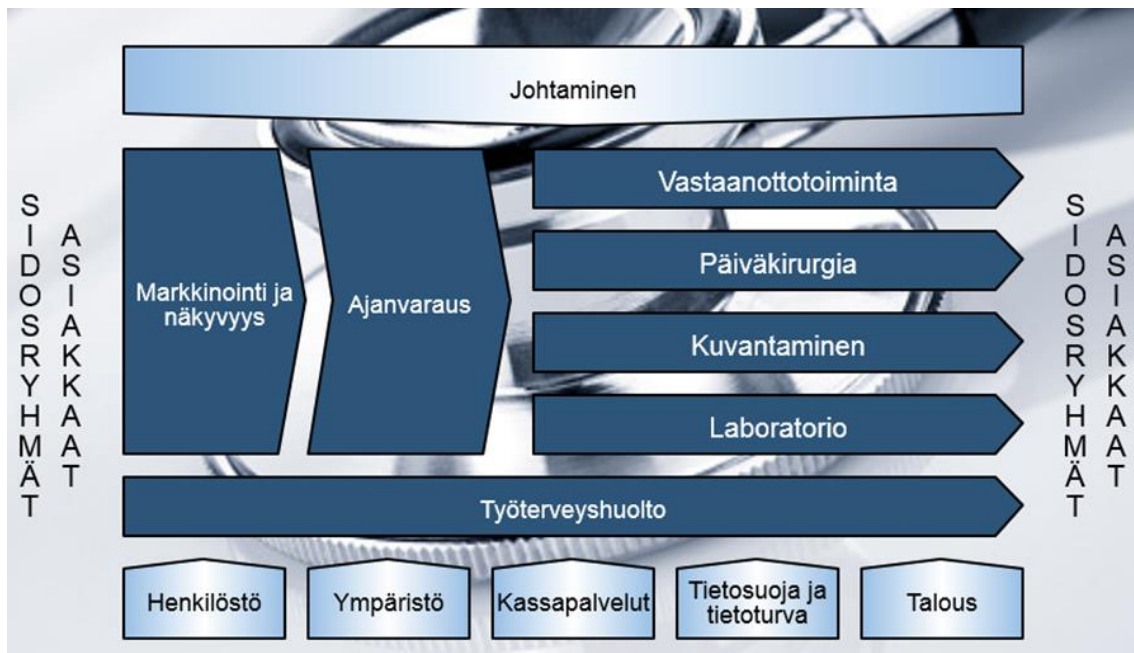 Johtaminen
SIDOSRYHMÄT
ASIAKKAAT
Markkinointi ja
näkyvyys
Ajanvaraus
Vastaanottotoiminta
Päiväkirurgia
Kuvantaminen
Laboratorio
SIDOSRYHMÄT
ASIAKKAAT
Työterveyshuolto
Henkilöstö
Ympäristö
Kassapalvelut
Tietosuoja ja
tietoturva
Talous